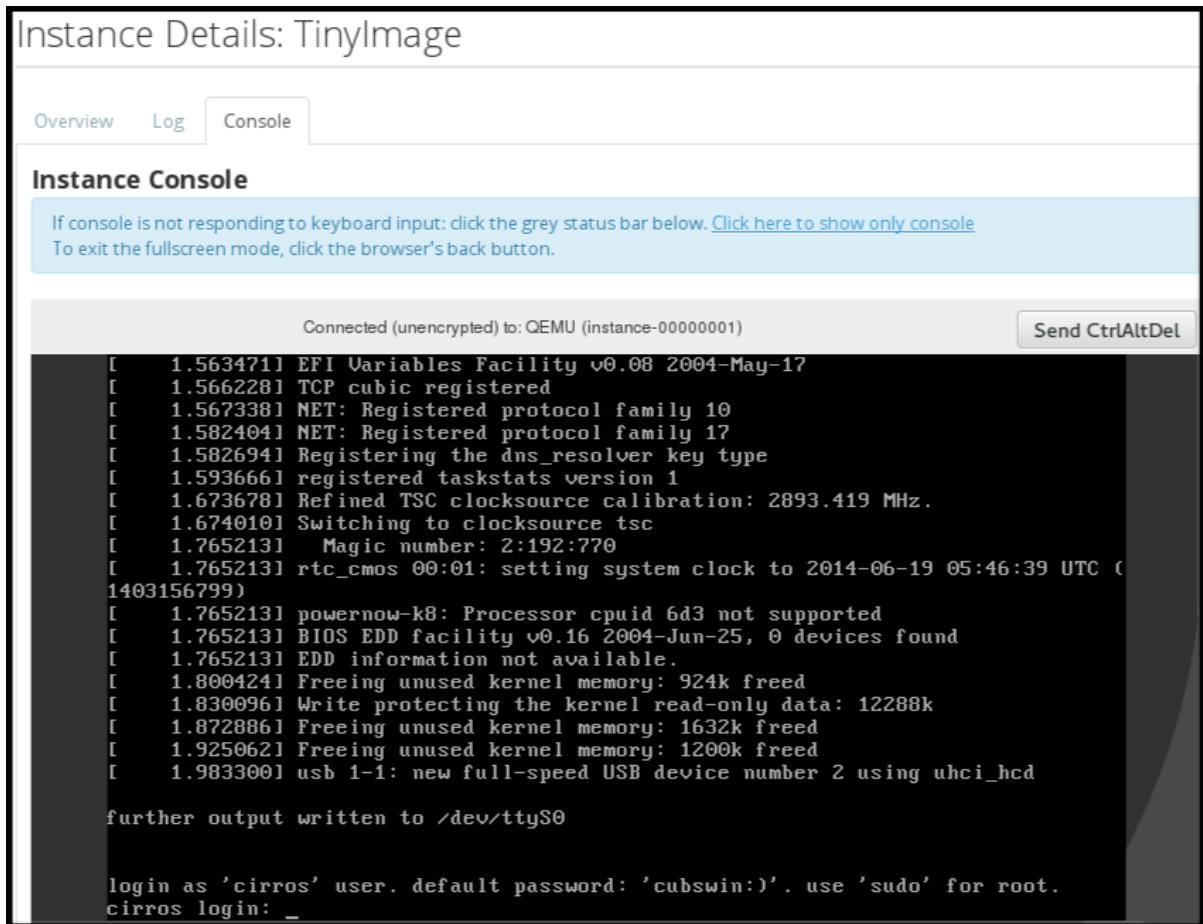 Instance Details: TinyImage
Overview Log Console
Instance Console
If console is not responding to keyboard input: click the grey status bar below. Click here to show only console
To exit the fullscreen mode, click the browser's back button.
Connected (unencrypted) to: QEMU (instance-00000001)
Send CtrlAltDel
[    1.563471] EFI Variables Facility v0.08 2004-May-17
[    1.566228] TCP cubic registered
[    1.567338] NET: Registered protocol family 10
[    1.582404] NET: Registered protocol family 17
[    1.582694] Registering the dns_resolver key type
[    1.593666] registered taskstats version 1
[    1.673678] Refined TSC clocksource calibration: 2893.419 MHz.
[    1.674010] Switching to clocksource tsc
[    1.765213]   Magic number: 2:192:770
[    1.765213] rtc_cmos 00:01: setting system clock to 2014-06-19 05:46:39 UTC (
1403156799)
[    1.765213] powernow-k8: Processor cpuid 6d3 not supported
[    1.765213] BIOS EDD facility v0.16 2004-Jun-25, 0 devices found
[    1.765213] EDD information not available.
[    1.800424] Freeing unused kernel memory: 924k freed
[    1.830096] Write protecting the kernel read-only data: 12288k
[    1.872886] Freeing unused kernel memory: 1632k freed
[    1.925062] Freeing unused kernel memory: 1200k freed
[    1.983300] usb 1-1: new full-speed USB device number 2 using uhci_hcd
further output written to /dev/ttyS0
login as 'cirros' user. default password: 'cubswin:)'. use 'sudo' for root.
cirros login: _